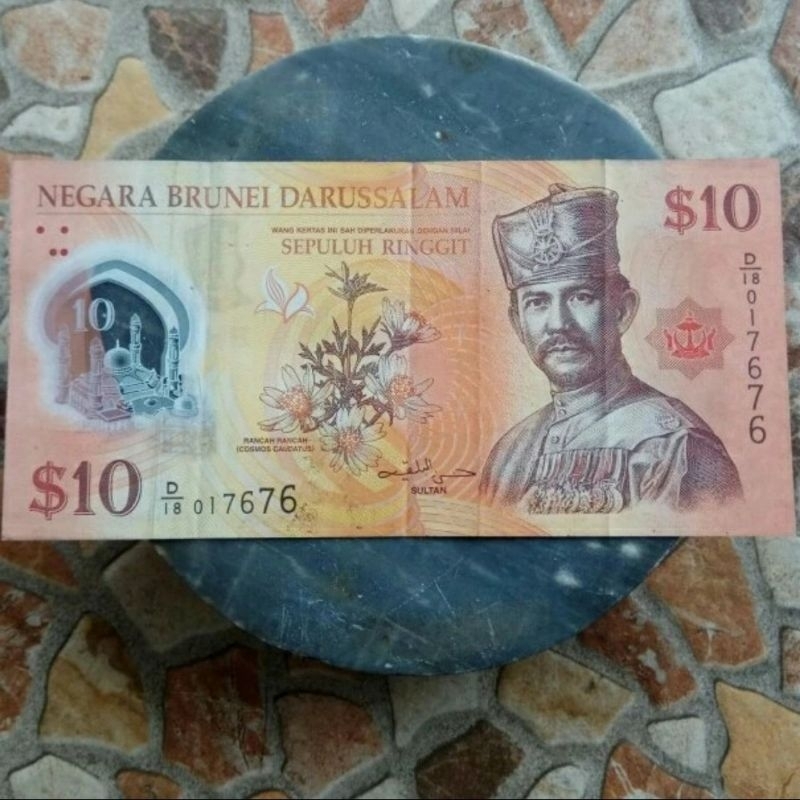 NEGARA BRUNEI DARUSSALAM
$10
WANG KERTAS INI SAH DIPERLAKUKAN DENGAN NILAI
SEPULUH RINGGIT
D/18 017676
10
RANCAH RANCAH
(COSMOS CAUDATUS)
SULTAN
$10
D/18 017676